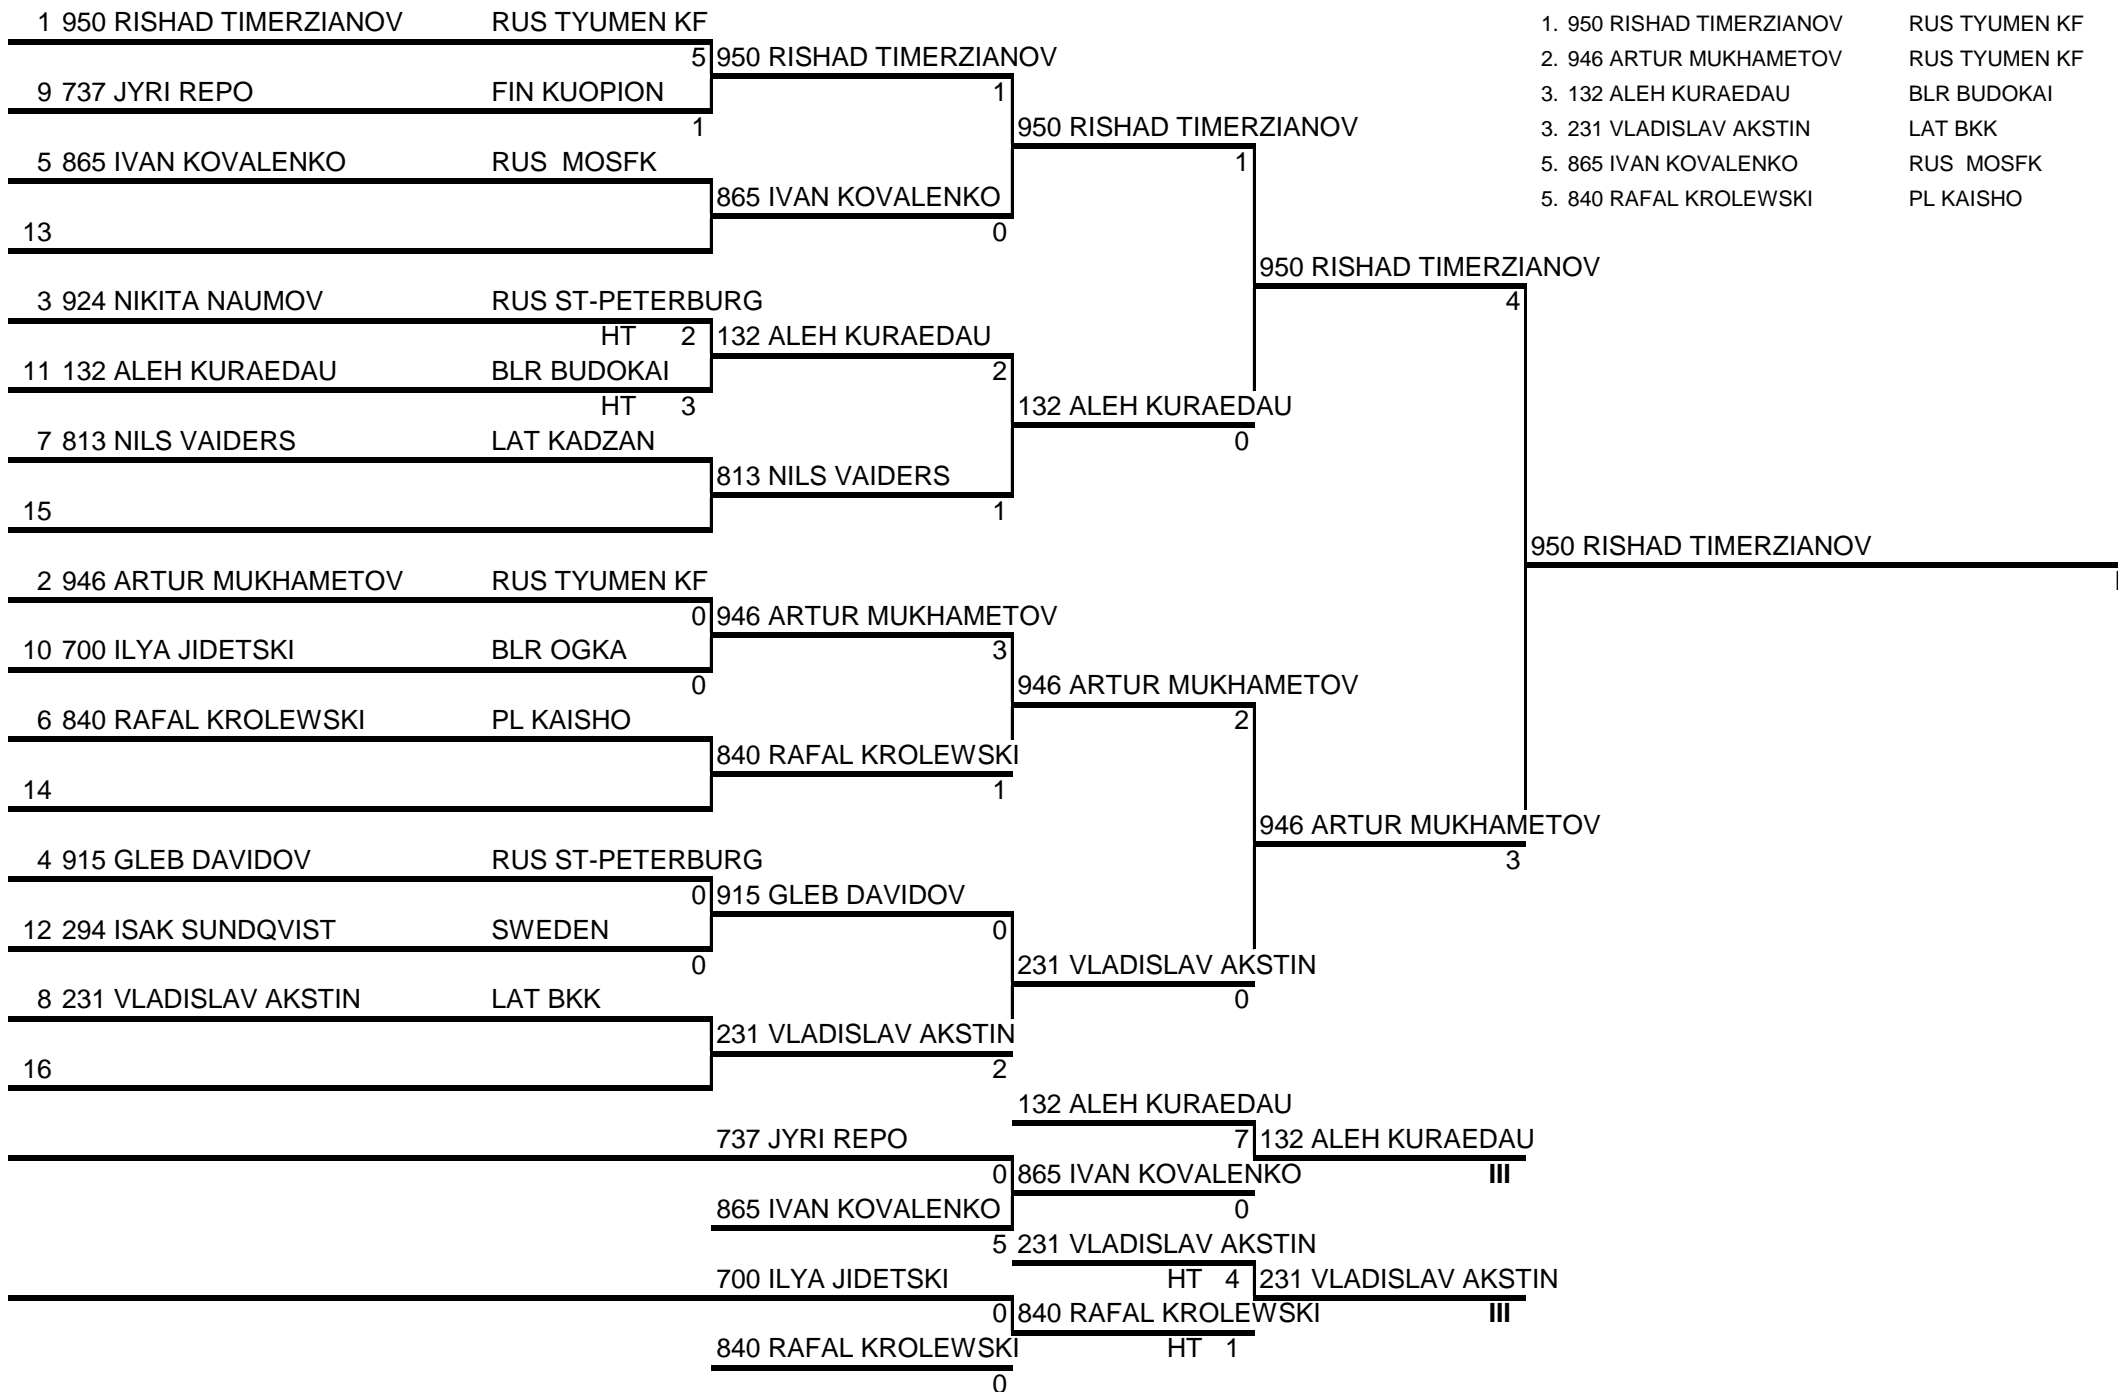 1 950 RISHAD TIMERZIANOV RUS TYUMEN KF 1. 950 RISHAD TIMERZIANOV RUS TYUMEN KF
5 950 RISHAD TIMERZIANOV 2. 946 ARTUR MUKHAMETOV RUS TYUMEN KF
9 737 JYRI REPO FIN KUOPION 1 3. 132 ALEH KURAEDAU BLR BUDOKAI
1 950 RISHAD TIMERZIANOV 3. 231 VLADISLAV AKSTIN LAT BKK
5 865 IVAN KOVALENKO RUS  MOSFK 1 5. 865 IVAN KOVALENKO RUS  MOSFK
865 IVAN KOVALENKO 5. 840 RAFAL KROLEWSKI PL KAISHO
13 0
950 RISHAD TIMERZIANOV
3 924 NIKITA NAUMOV RUS ST-PETERBURG 4
HT 2 132 ALEH KURAEDAU
11 132 ALEH KURAEDAU BLR BUDOKAI 2
HT 3 132 ALEH KURAEDAU
7 813 NILS VAIDERS LAT KADZAN 0
813 NILS VAIDERS
15 1
950 RISHAD TIMERZIANOV
2 946 ARTUR MUKHAMETOV RUS TYUMEN KF
0 946 ARTUR MUKHAMETOV
10 700 ILYA JIDETSKI BLR OGKA 3
0 946 ARTUR MUKHAMETOV
6 840 RAFAL KROLEWSKI PL KAISHO 2
840 RAFAL KROLEWSKI
14 1
946 ARTUR MUKHAMETOV
4 915 GLEB DAVIDOV RUS ST-PETERBURG 3
0 915 GLEB DAVIDOV
12 294 ISAK SUNDQVIST SWEDEN 0
0 231 VLADISLAV AKSTIN
8 231 VLADISLAV AKSTIN LAT BKK 0
231 VLADISLAV AKSTIN
16 2
132 ALEH KURAEDAU
737 JYRI REPO 7 132 ALEH KURAEDAU
0 865 IVAN KOVALENKO III
865 IVAN KOVALENKO 0
5 231 VLADISLAV AKSTIN
700 ILYA JIDETSKI HT 4 231 VLADISLAV AKSTIN
0 840 RAFAL KROLEWSKI III
840 RAFAL KROLEWSKI HT 1
0